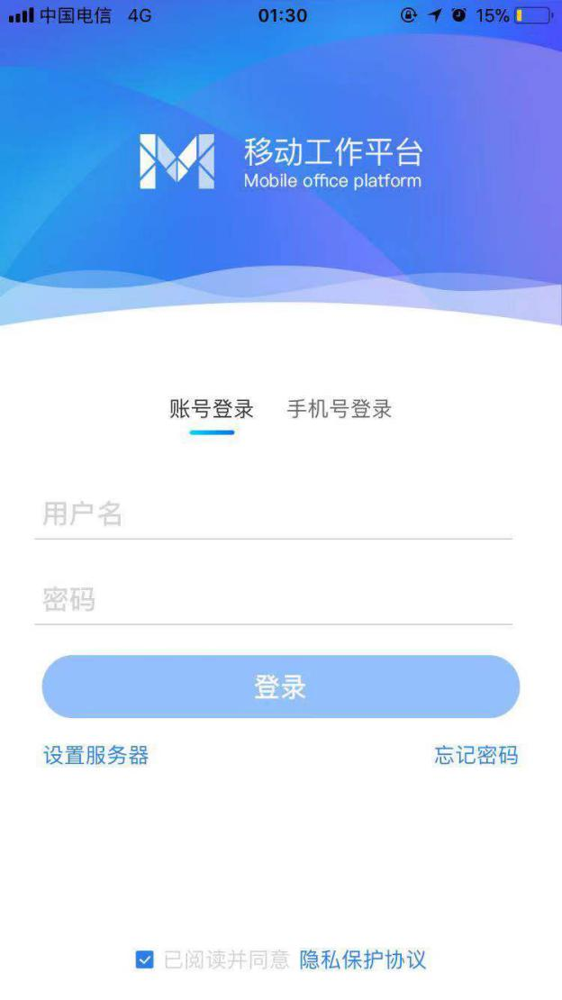 中国电信 4G 01:30 15%
移动工作平台
Mobile office platform
账号登录 手机号登录
用户名
密码
登录
设置服务器 忘记密码
已阅读并同意 隐私保护协议